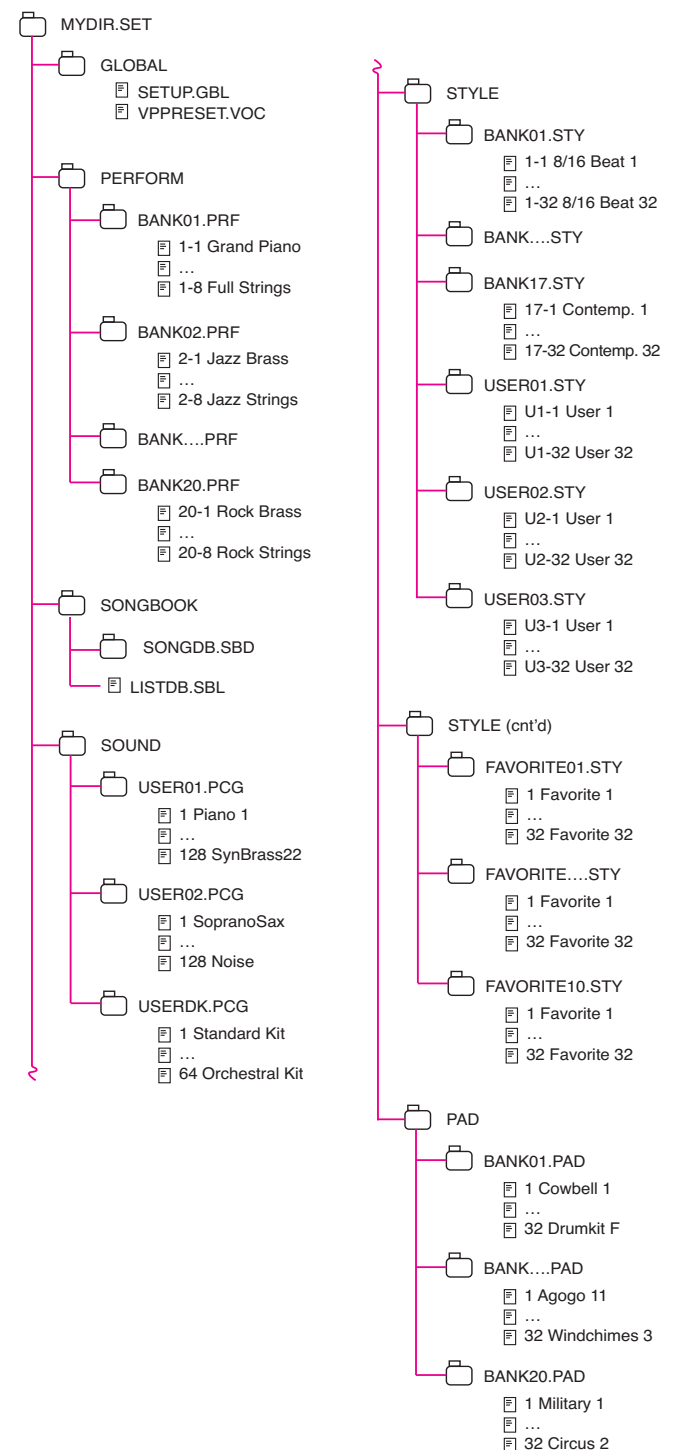 MYDIR.SET
GLOBAL
SETUP.GBL
VPPRESET.VOC
PERFORM
BANK01.PRF
1-1 Grand Piano
…
1-8 Full Strings
BANK02.PRF
2-1 Jazz Brass
…
2-8 Jazz Strings
BANK….PRF
BANK20.PRF
20-1 Rock Brass
…
20-8 Rock Strings
SONGBOOK
SONGDB.SBD
LISTDB.SBL
SOUND
USER01.PCG
1 Piano 1
…
128 SynBrass22
USER02.PCG
1 SopranoSax
…
128 Noise
USERDK.PCG
1 Standard Kit
…
64 Orchestral Kit
STYLE
BANK01.STY
1-1 8/16 Beat 1
…
1-32 8/16 Beat 32
BANK….STY
BANK17.STY
17-1 Contemp. 1
…
17-32 Contemp. 32
USER01.STY
U1-1 User 1
…
U1-32 User 32
USER02.STY
U2-1 User 1
…
U2-32 User 32
USER03.STY
U3-1 User 1
…
U3-32 User 32
STYLE (cnt’d)
FAVORITE01.STY
1 Favorite 1
…
32 Favorite 32
FAVORITE….STY
1 Favorite 1
…
32 Favorite 32
FAVORITE10.STY
1 Favorite 1
…
32 Favorite 32
PAD
BANK01.PAD
1 Cowbell 1
…
32 Drumkit F
BANK….PAD
1 Agogo 11
…
32 Windchimes 3
BANK20.PAD
1 Military 1
…
32 Circus 2